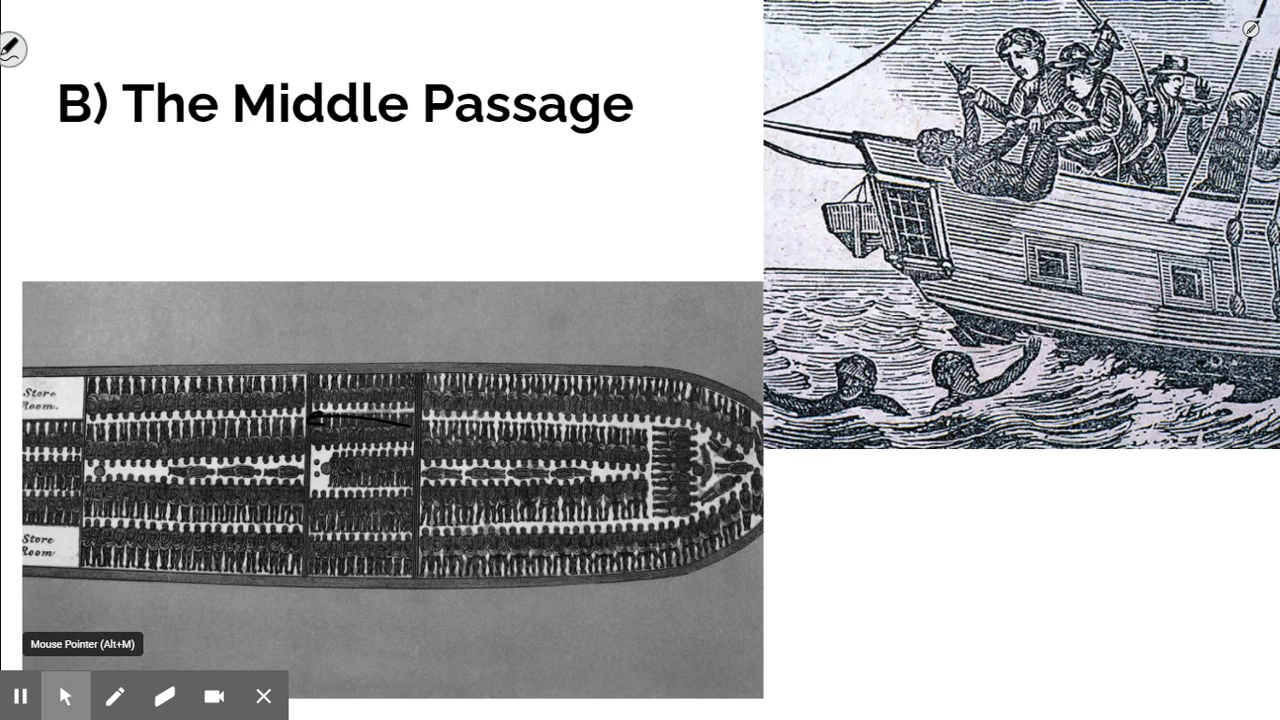 B) The Middle Passage
Store
Room.
Store
Room
Mouse Pointer (Alt+M)